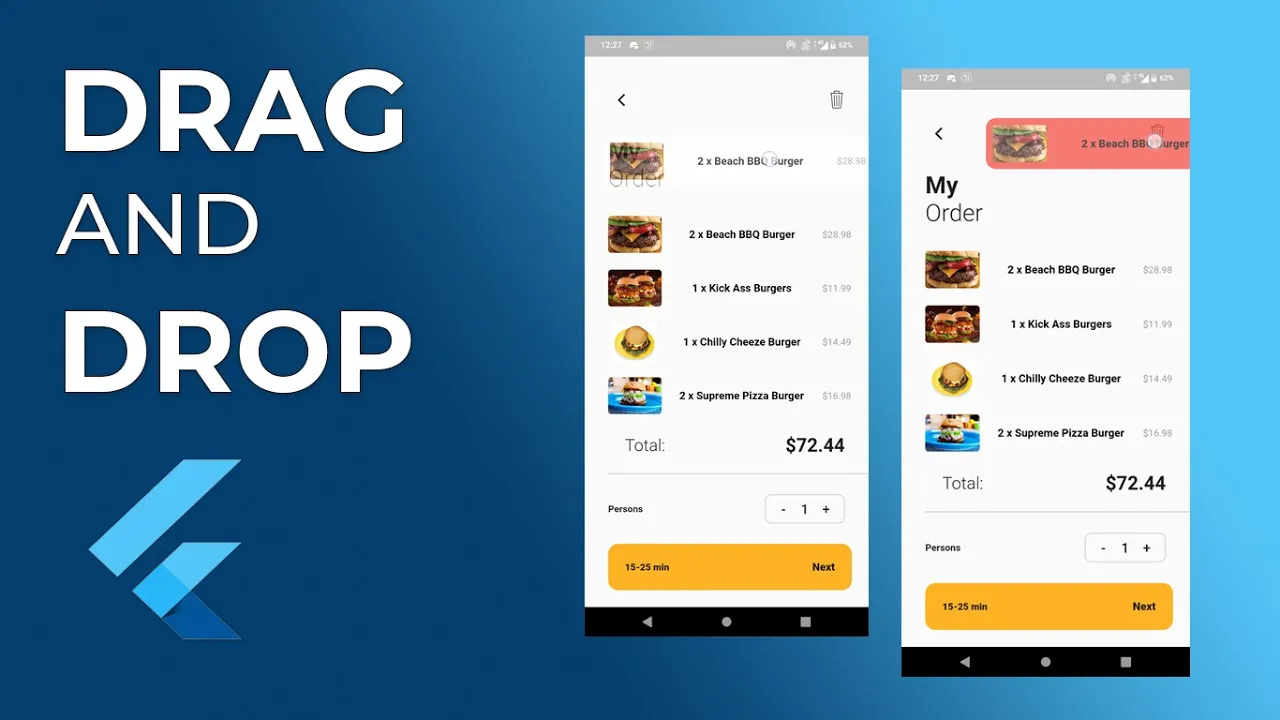 DRAG
AND
DROP
12:27
62%
2 x Beach BBQ Burger $28.98
My
Order
2 x Beach BBQ Burger $28.98
1 x Kick Ass Burgers $11.99
1 x Chilly Cheeze Burger $14.49
2 x Supreme Pizza Burger $16.98
Total: $72.44
Persons - 1 +
15-25 min Next
12:27
62%
2 x Beach BBQ Burger
My
Order
2 x Beach BBQ Burger $28.98
1 x Kick Ass Burgers $11.99
1 x Chilly Cheeze Burger $14.49
2 x Supreme Pizza Burger $16.98
Total: $72.44
Persons - 1 +
15-25 min Next